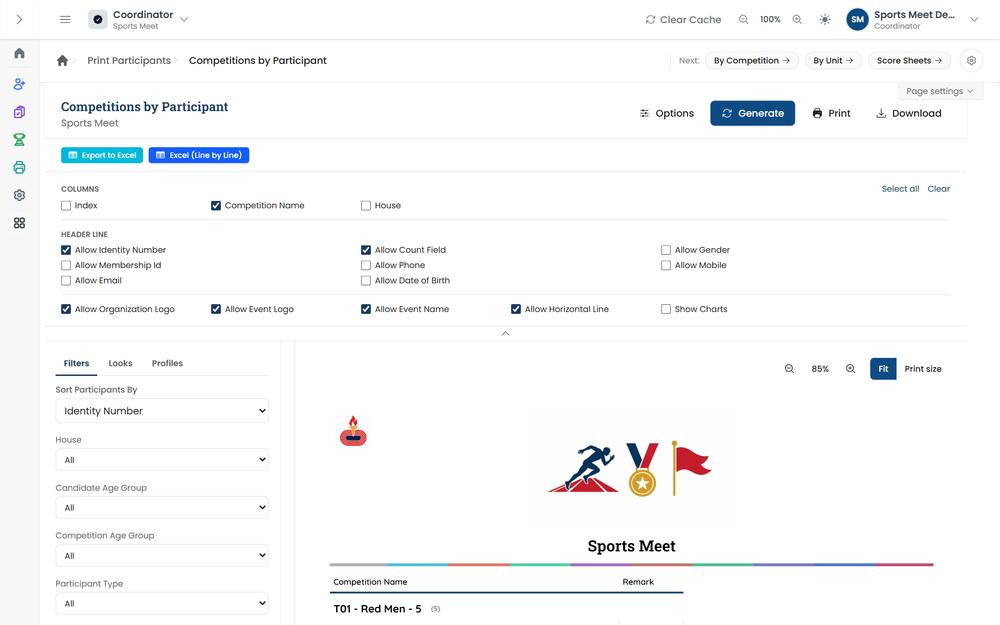 Coordinator
Sports Meet
Clear Cache
100%
SM
Sports Meet De...
Coordinator
Print Participants
Competitions by Participant
Next:
By Competition →
By Unit →
Score Sheets →
Page settings
Competitions by Participant
Sports Meet
Options
Generate
Print
Download
Export to Excel
Excel (Line by Line)
COLUMNS
Select all
Clear
Index
Competition Name
House
HEADER LINE
Allow Identity Number
Allow Count Field
Allow Gender
Allow Membership Id
Allow Phone
Allow Mobile
Allow Email
Allow Date of Birth
Allow Organization Logo
Allow Event Logo
Allow Event Name
Allow Horizontal Line
Show Charts
Filters
Looks
Profiles
85%
Fit
Print size
Sort Participants By
Identity Number
House
All
Candidate Age Group
All
Competition Age Group
All
Participant Type
All
Sports Meet
Competition Name
Remark
T01 - Red Men - 5 (5)